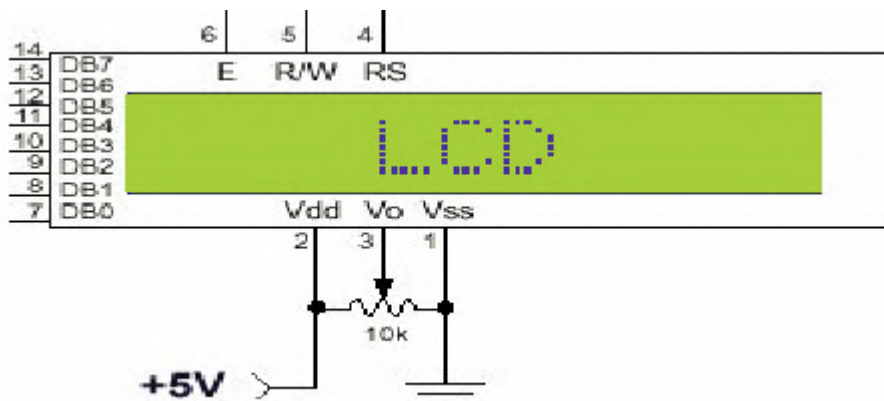 6 5 4
14 DB7 E R/W RS
13 DB6
12 DB5
11 DB4
10 DB3
9 DB2
8 DB1
7 DB0
LCD
Vdd Vo Vss
2 3 1
10k
+5V